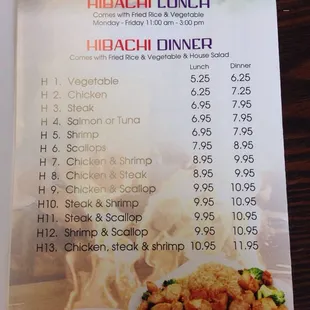 HIBACHI LUNCH
Comes with Fried Rice & Vegetable
Monday - Friday 11:00 am - 3:00 pm
HIBACHI DINNER
Comes with Fried Rice & Vegetable & House Salad
Lunch Dinner
H 1. Vegetable 5.25 6.25
H 2. Chicken 6.25 7.25
H 3. Steak 6.95 7.95
H 4. Salmon or Tuna 6.95 7.95
H 5. Shrimp 6.95 7.95
H 6. Scallops 7.95 8.95
H 7. Chicken & Shrimp 8.95 9.95
H 8. Chicken & Steak 8.95 9.95
H 9. Chicken & Scallop 9.95 10.95
H10. Steak & Shrimp 9.95 10.95
H11. Steak & Scallop 9.95 10.95
H12. Shrimp & Scallop 9.95 10.95
H13. Chicken, steak & shrimp 10.95 11.95